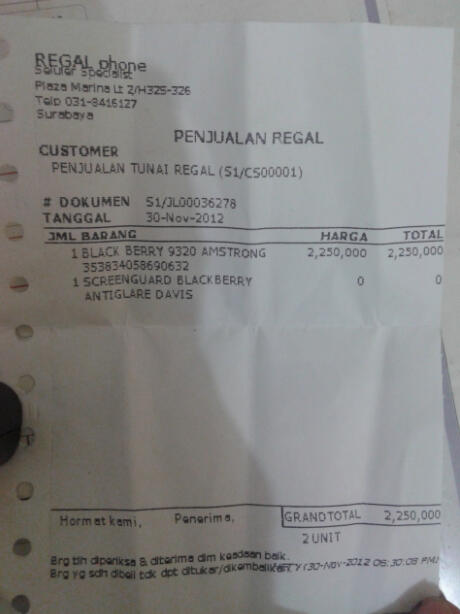 REGAL phone
Seluler Specialist
Plaza Marina Lt 2/H325-326
Telp 031-8416127
Surabaya
PENJUALAN REGAL
CUSTOMER
PENJUALAN TUNAI REGAL (S1/CS00001)
# DOKUMEN S1/JL00036278
TANGGAL 30-Nov-2012
JML BARANG HARGA TOTAL
1 BLACK BERRY 9320 AMSTRONG 2,250,000 2,250,000
353834058690632
1 SCREENGUARD BLACKBERRY 0 0
ANTIGLARE DAVIS
Hormat kami, Penerima, GRANDTOTAL 2,250,000
2 UNIT
Brg tlh diperiksa & diterima dlm keadaan baik.
Brg yg sdh dibeli tdk dpt ditukar/dikembalikan. (30-Nov-2012 05:30:08 PM)